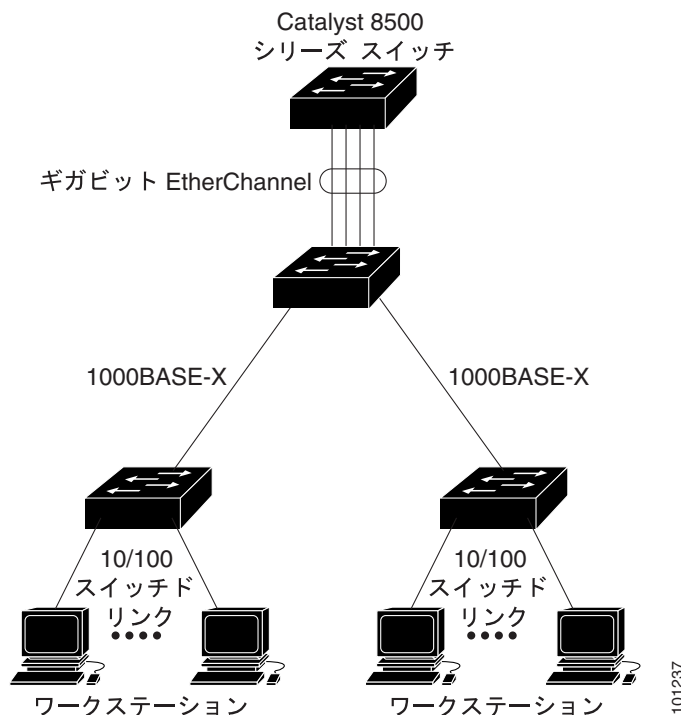 Catalyst 8500
シリーズ スイッチ
ギガビット EtherChannel
1000BASE-X
1000BASE-X
10/100
スイッチド
リンク
10/100
スイッチド
リンク
ワークステーション
ワークステーション
101237